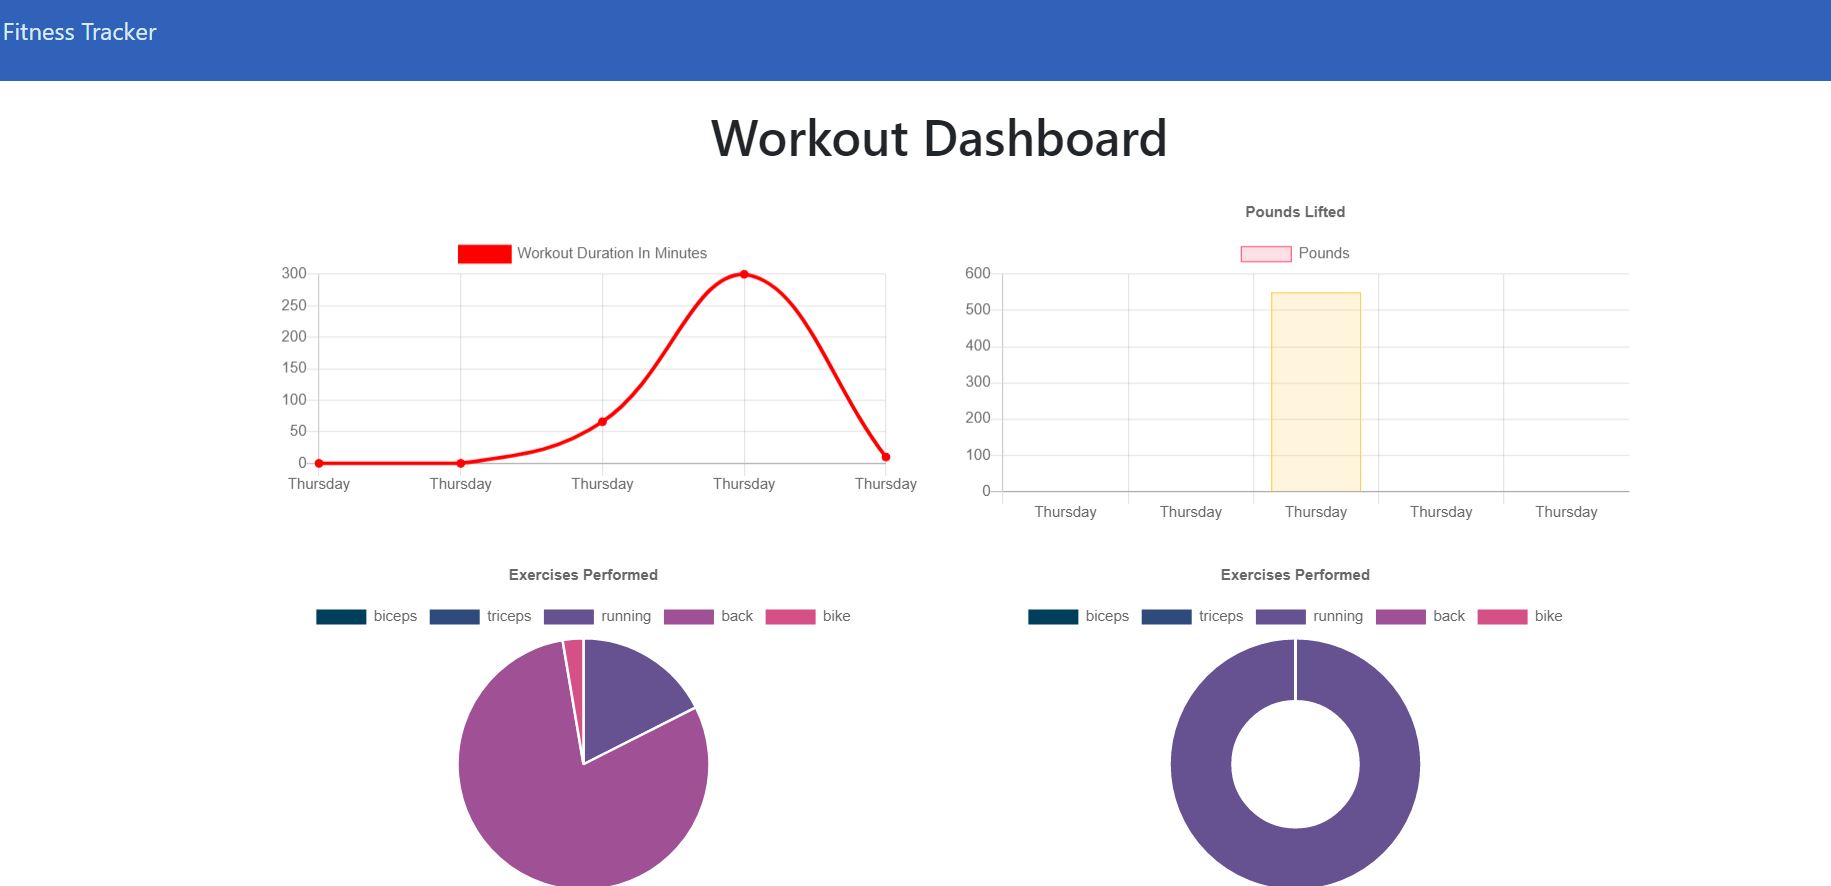 Fitness Tracker
Workout Dashboard
Workout Duration In Minutes
300
250
200
150
100
50
0
Thursday Thursday Thursday Thursday Thursday
Pounds Lifted
Pounds
600
500
400
300
200
100
0
Thursday Thursday Thursday Thursday Thursday
Exercises Performed
biceps triceps running back bike
Exercises Performed
biceps triceps running back bike